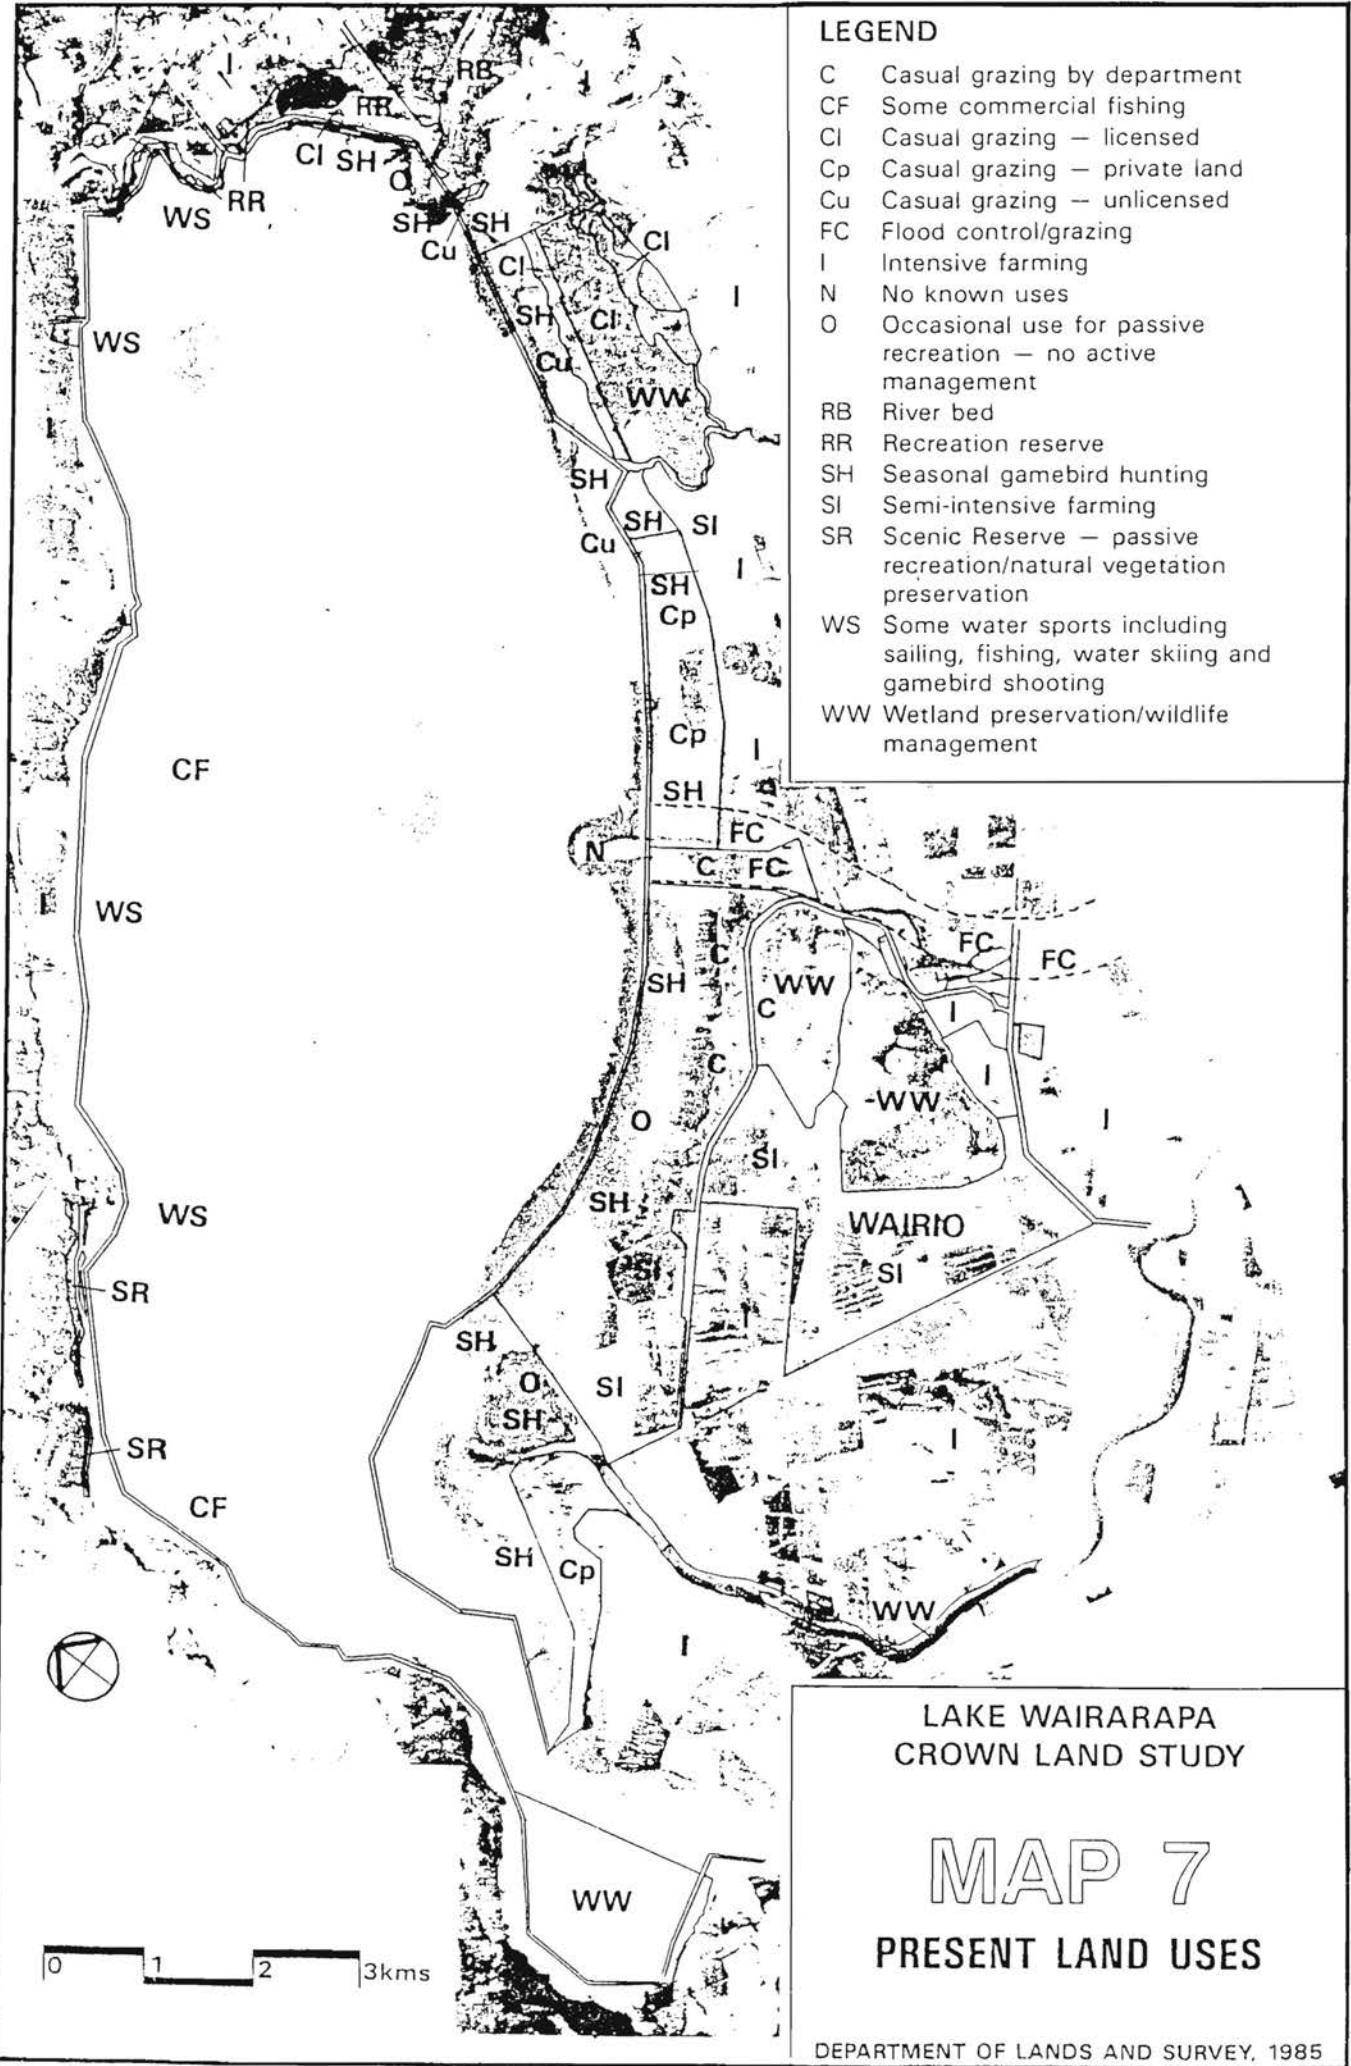 LEGEND
C Casual grazing by department
CF Some commercial fishing
Cl Casual grazing — licensed
Cp Casual grazing — private land
Cu Casual grazing — unlicensed
FC Flood control/grazing
I Intensive farming
N No known uses
O Occasional use for passive
recreation — no active
management
RB River bed
RR Recreation reserve
SH Seasonal gamebird hunting
SI Semi-intensive farming
SR Scenic Reserve — passive
recreation/natural vegetation
preservation
WS Some water sports including
sailing, fishing, water skiing and
gamebird shooting
WW Wetland preservation/wildlife
management
I
RB
I
RR
Cl SH
O
WS RR
SH SH
Cu
Cl
Cl
SH Cl
I
Cu
WW
WS
I
SH
SH SI
Cu
I
SH
Cp
Cp
I
CF
SH
FC
N
C FC
I
WS
C
FC
FC
SH
WW
C
I
C
I
WW
I
O
SI
SH
WS
WAIRIO
SI
SI
SR
I
SH
O
SI
SH
SR
I
CF
SH
Cp
WW
I
WW
0 1 2 3kms
LAKE WAIRARAPA
CROWN LAND STUDY
MAP 7
PRESENT LAND USES
DEPARTMENT OF LANDS AND SURVEY, 1985